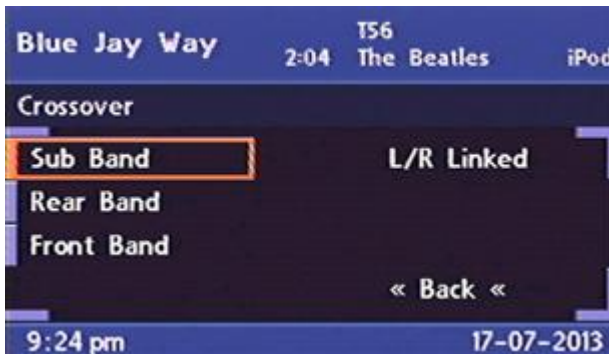 Blue Jay Way
2:04
T56
The Beatles
iPod
Crossover
Sub Band
L/R Linked
Rear Band
Front Band
« Back «
9:24 pm
17-07-2013